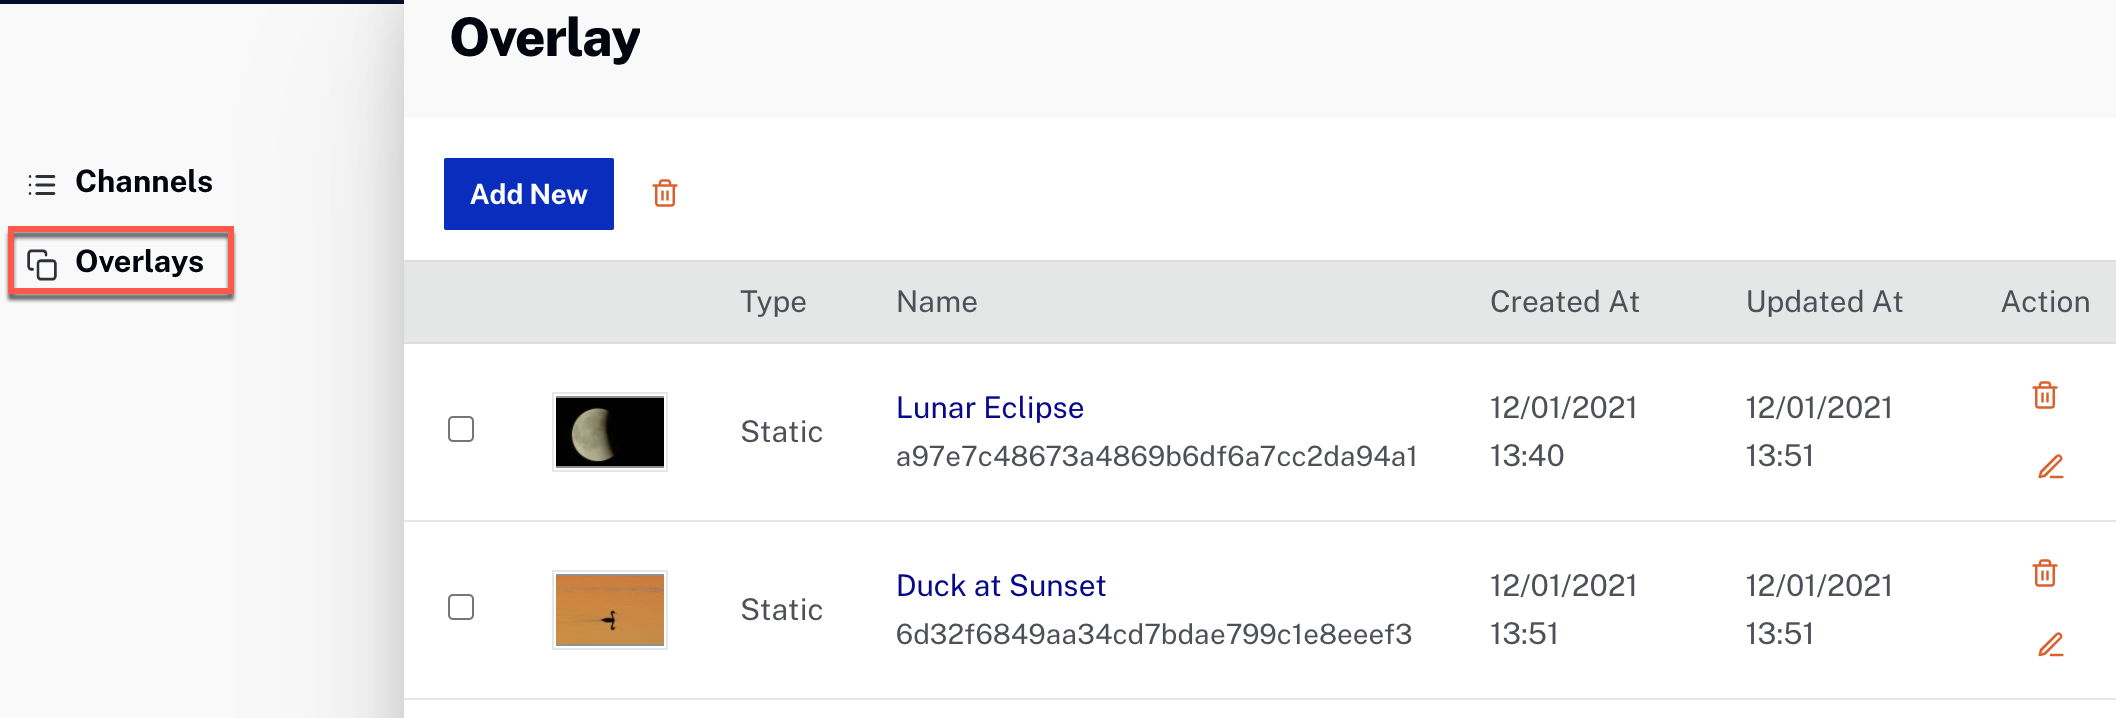 Overlay
Channels
Overlays
Add New
Type Name Created At Updated At Action
Static
Lunar Eclipse
a97e7c48673a4869b6df6a7cc2da94a1
12/01/2021
13:40
12/01/2021
13:51
Static
Duck at Sunset
6d32f6849aa34cd7bdae799c1e8eeef3
12/01/2021
13:51
12/01/2021
13:51